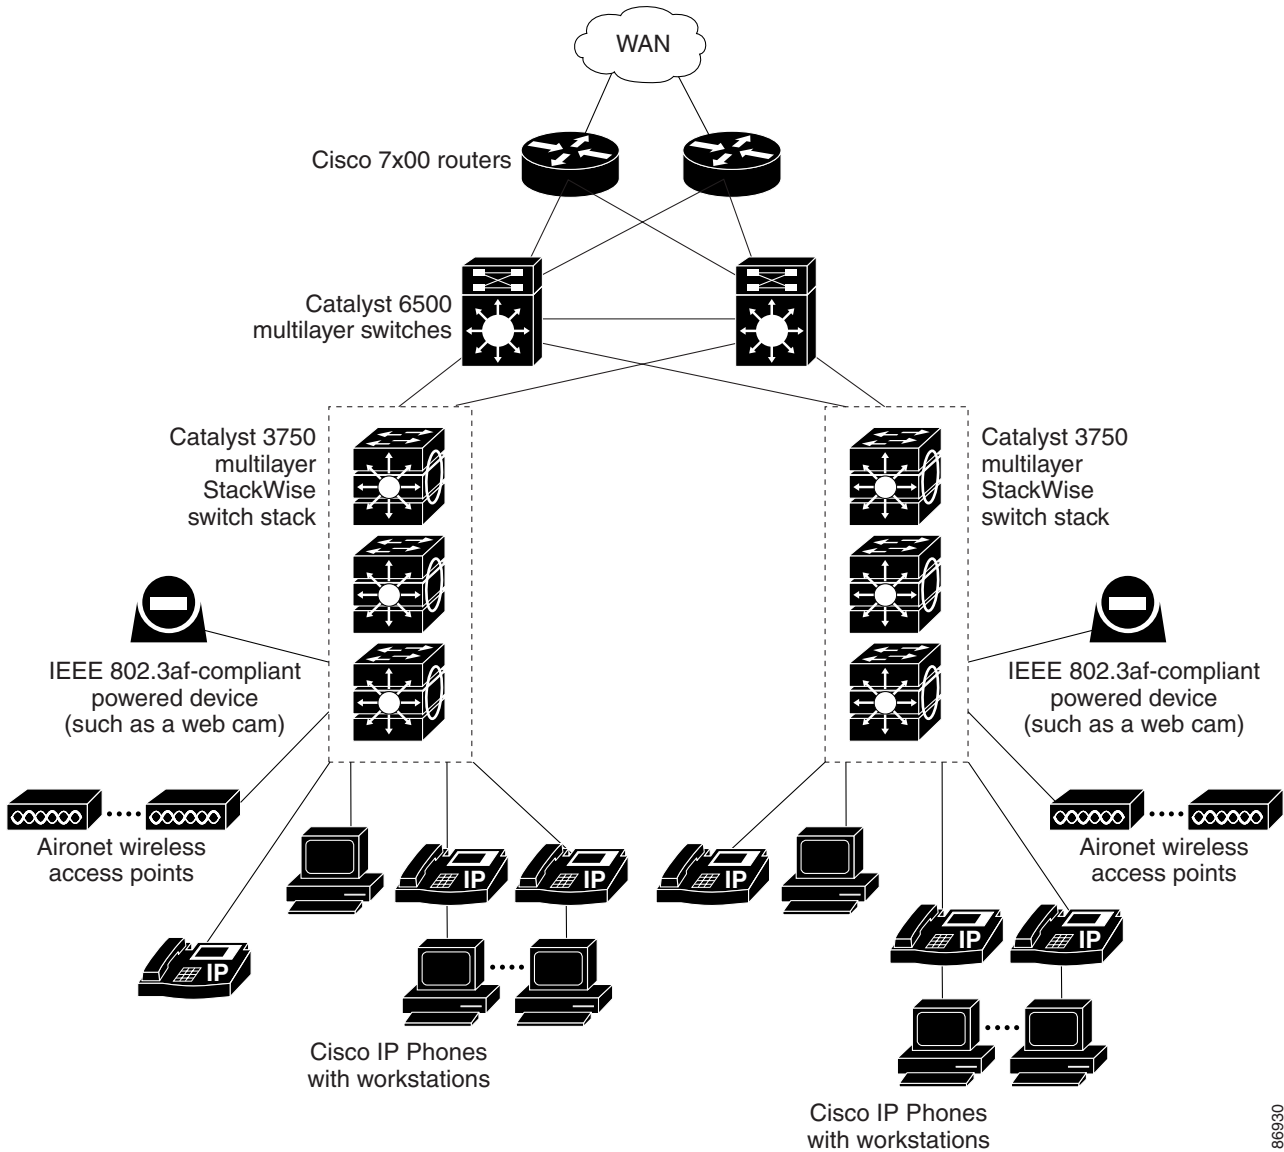 WAN
Cisco 7x00 routers
Catalyst 6500
multilayer switches
Catalyst 3750
multilayer
StackWise
switch stack
Catalyst 3750
multilayer
StackWise
switch stack
IEEE 802.3af-compliant
powered device
(such as a web cam)
IEEE 802.3af-compliant
powered device
(such as a web cam)
Aironet wireless
access points
Aironet wireless
access points
IP
IP
IP
IP
IP
IP
Cisco IP Phones
with workstations
Cisco IP Phones
with workstations
86930